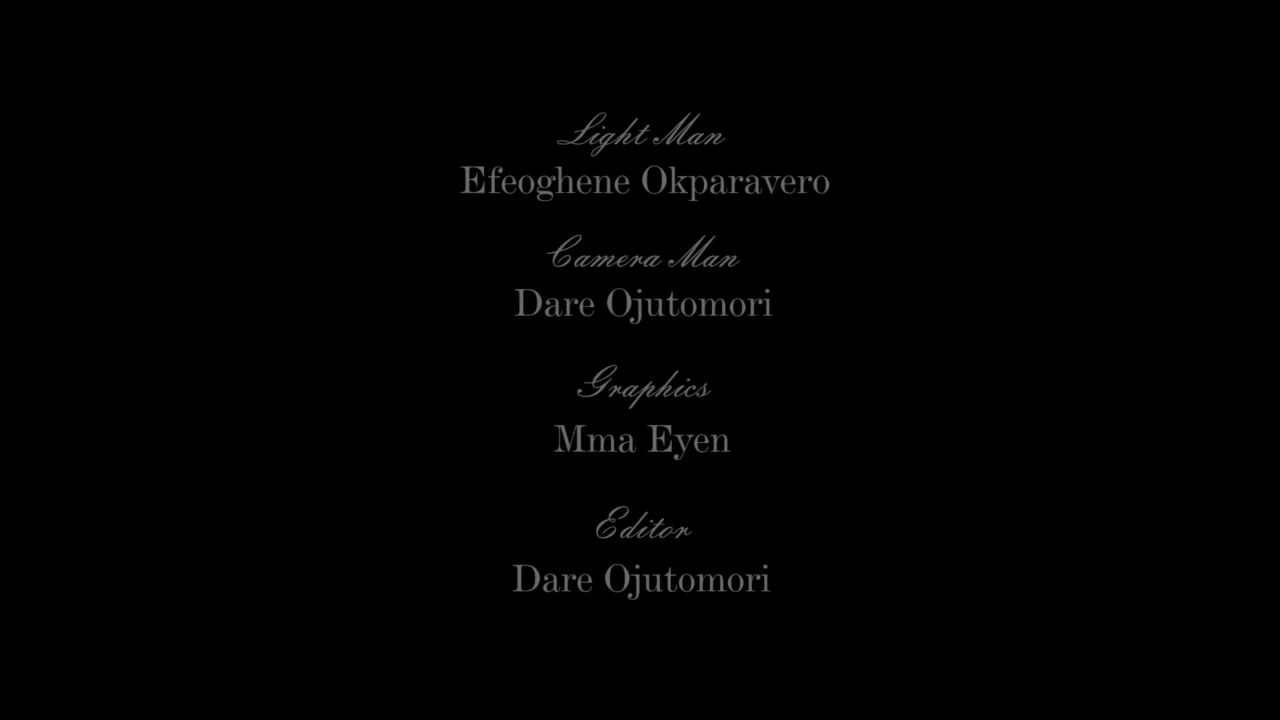 Light Man
Efeoghene Okparavero
Camera Man
Dare Ojutomori
Graphics
Mma Eyen
Editor
Dare Ojutomori